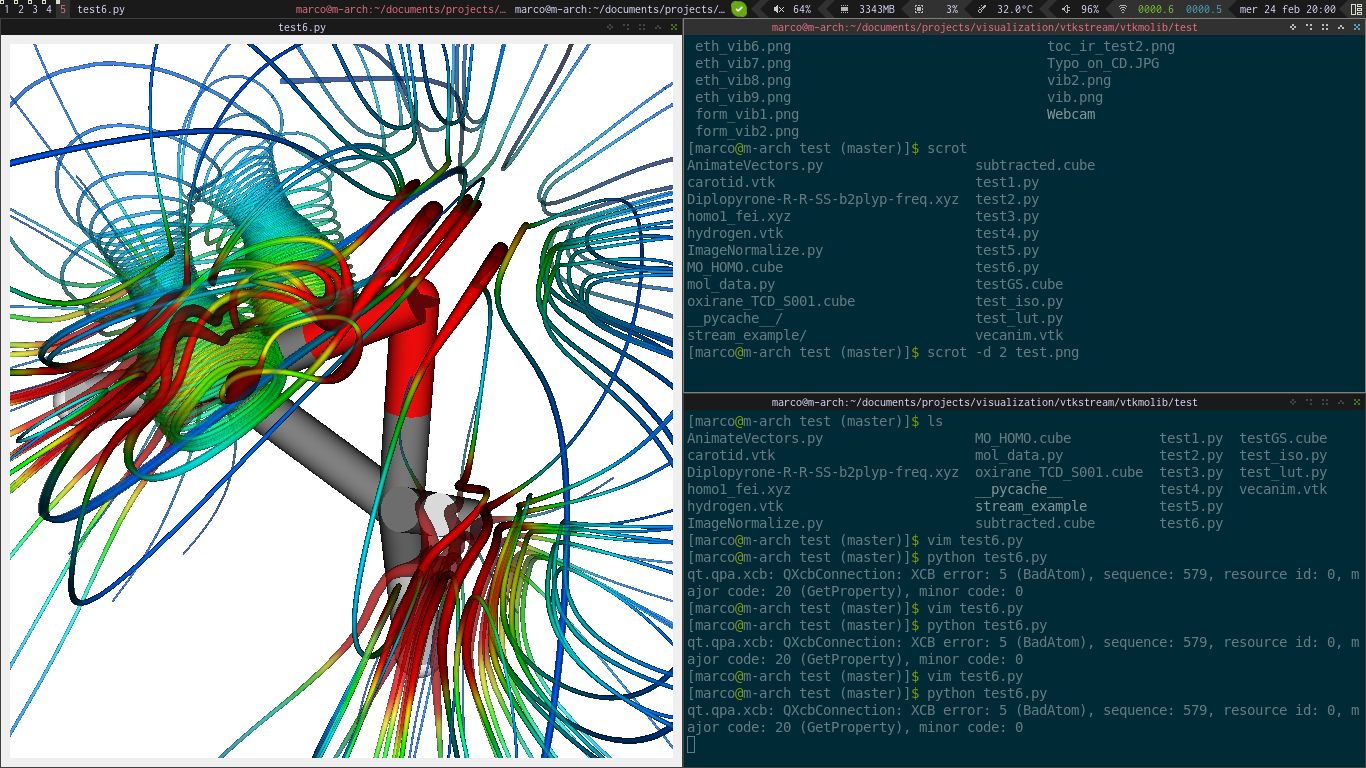 1 2 3 4 5 test6.py marco@m-arch:~/documents/projects/… marco@m-arch:~/documents/projects/… 64% 3343MB 3% 32.0°C 96% 0000.6 0000.5 mer 24 feb 20:00
test6.py
marco@m-arch:~/documents/projects/visualization/vtkstream/vtkmolib/test
eth_vib6.png toc_ir_test2.png
eth_vib7.png Typo_on_CD.JPG
eth_vib8.png vib2.png
eth_vib9.png vib.png
form_vib1.png Webcam
form_vib2.png
[marco@m-arch test (master)]$ scrot
AnimateVectors.py subtracted.cube
carotid.vtk test1.py
Diplopyrone-R-R-SS-b2plyp-freq.xyz test2.py
homo1_fei.xyz test3.py
hydrogen.vtk test4.py
ImageNormalize.py test5.py
MO_HOMO.cube test6.py
mol_data.py testGS.cube
oxirane_TCD_S001.cube test_iso.py
__pycache__/ test_lut.py
stream_example/ vecanim.vtk
[marco@m-arch test (master)]$ scrot -d 2 test.png
marco@m-arch:~/documents/projects/visualization/vtkstream/vtkmolib/test
[marco@m-arch test (master)]$ ls
AnimateVectors.py MO_HOMO.cube test1.py testGS.cube
carotid.vtk mol_data.py test2.py test_iso.py
Diplopyrone-R-R-SS-b2plyp-freq.xyz oxirane_TCD_S001.cube test3.py test_lut.py
homo1_fei.xyz __pycache__ test4.py vecanim.vtk
hydrogen.vtk stream_example test5.py
ImageNormalize.py subtracted.cube test6.py
[marco@m-arch test (master)]$ vim test6.py
[marco@m-arch test (master)]$ python test6.py
qt.qpa.xcb: QXcbConnection: XCB error: 5 (BadAtom), sequence: 579, resource id: 0, m
ajor code: 20 (GetProperty), minor code: 0
[marco@m-arch test (master)]$ vim test6.py
[marco@m-arch test (master)]$ python test6.py
qt.qpa.xcb: QXcbConnection: XCB error: 5 (BadAtom), sequence: 579, resource id: 0, m
ajor code: 20 (GetProperty), minor code: 0
[marco@m-arch test (master)]$ vim test6.py
[marco@m-arch test (master)]$ python test6.py
qt.qpa.xcb: QXcbConnection: XCB error: 5 (BadAtom), sequence: 579, resource id: 0, m
ajor code: 20 (GetProperty), minor code: 0